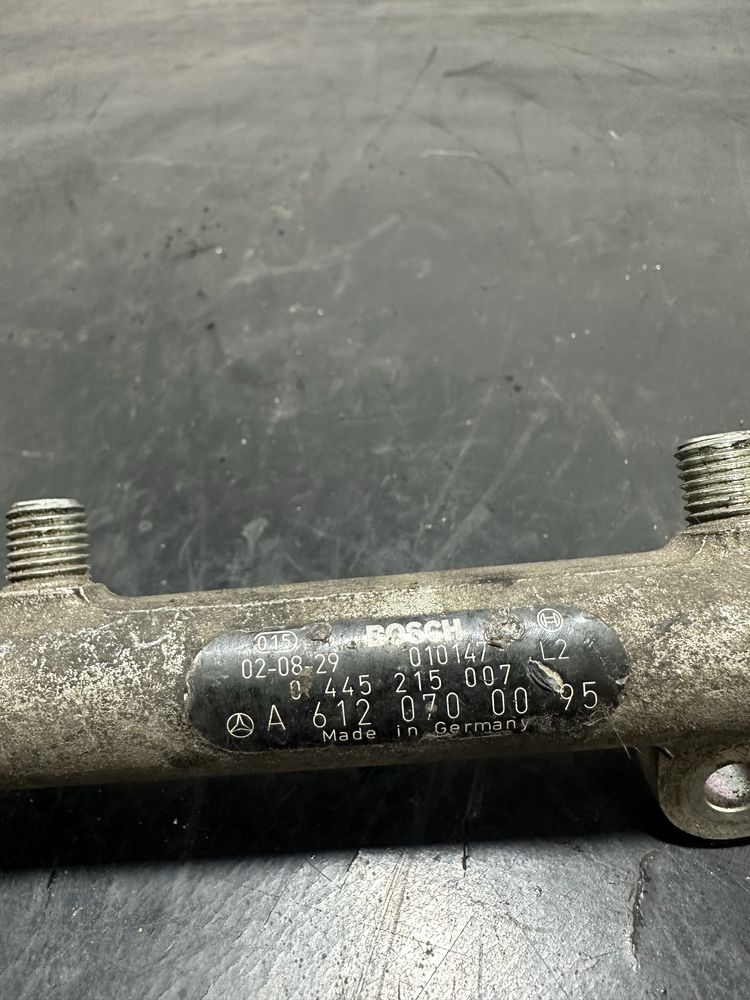 015 BOSCH
02-08-29 010147 L2
0 445 215 007
A 612 070 00 95
Made in Germany